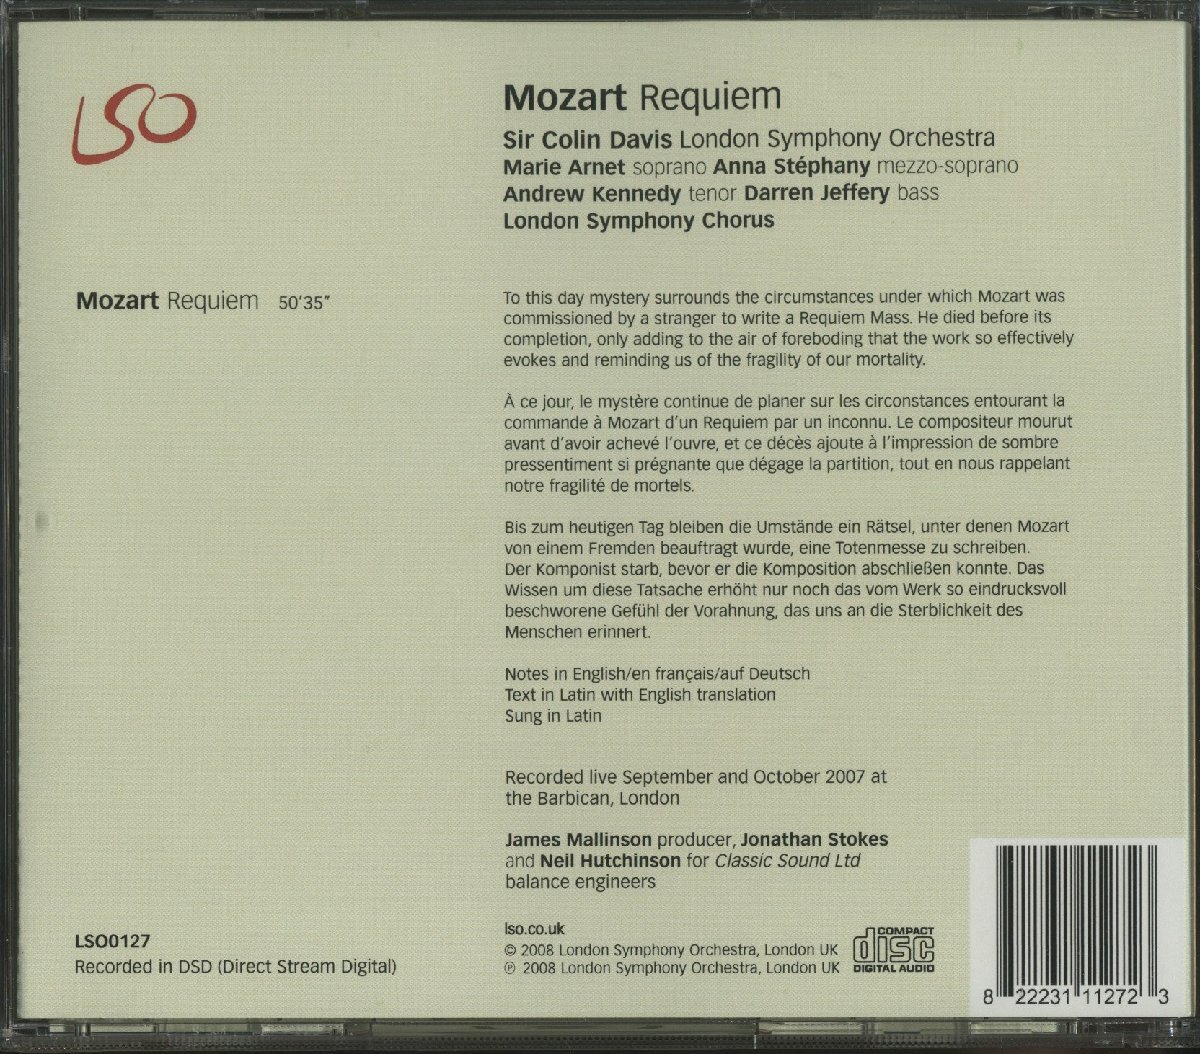 LSO
Mozart Requiem
Sir Colin Davis London Symphony Orchestra
Marie Arnet soprano Anna Stéphany mezzo-soprano
Andrew Kennedy tenor Darren Jeffery bass
London Symphony Chorus
Mozart Requiem 50'35"
To this day mystery surrounds the circumstances under which Mozart was
commissioned by a stranger to write a Requiem Mass. He died before its
completion, only adding to the air of foreboding that the work so effectively
evokes and reminding us of the fragility of our mortality.
À ce jour, le mystère continue de planer sur les circonstances entourant la
commande à Mozart d'un Requiem par un inconnu. Le compositeur mourut
avant d'avoir achevé l'ouvre, et ce décès ajoute à l'impression de sombre
pressentiment si prégnante que dégage la partition, tout en nous rappelant
notre fragilité de mortels.
Bis zum heutigen Tag bleiben die Umstände ein Rätsel, unter denen Mozart
von einem Fremden beauftragt wurde, eine Totenmesse zu schreiben.
Der Komponist starb, bevor er die Komposition abschließen konnte. Das
Wissen um diese Tatsache erhöht nur noch das vom Werk so eindrucksvoll
beschworene Gefühl der Vorahnung, das uns an die Sterblichkeit des
Menschen erinnert.
Notes in English/en français/auf Deutsch
Text in Latin with English translation
Sung in Latin
Recorded live September and October 2007 at
the Barbican, London
James Mallinson producer, Jonathan Stokes
and Neil Hutchinson for Classic Sound Ltd
balance engineers
LSO0127
Recorded in DSD (Direct Stream Digital)
lso.co.uk
© 2008 London Symphony Orchestra, London UK
℗ 2008 London Symphony Orchestra, London UK
COMPACT
disc
DIGITAL AUDIO
8 22231 11272 3